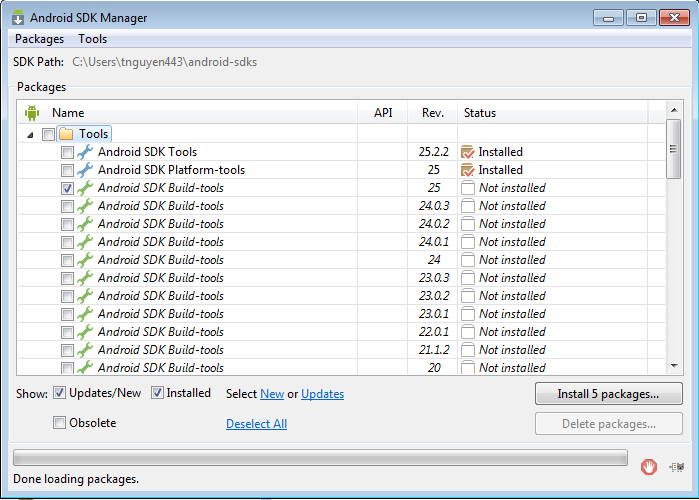 Android SDK Manager
Packages Tools
SDK Path: C:\Users\tnguyen443\android-sdks
Packages
Name API Rev. Status
Tools
Android SDK Tools 25.2.2 Installed
Android SDK Platform-tools 25 Installed
Android SDK Build-tools 25 Not installed
Android SDK Build-tools 24.0.3 Not installed
Android SDK Build-tools 24.0.2 Not installed
Android SDK Build-tools 24.0.1 Not installed
Android SDK Build-tools 24 Not installed
Android SDK Build-tools 23.0.3 Not installed
Android SDK Build-tools 23.0.2 Not installed
Android SDK Build-tools 23.0.1 Not installed
Android SDK Build-tools 22.0.1 Not installed
Android SDK Build-tools 21.1.2 Not installed
Android SDK Build-tools 20 Not installed
Show: Updates/New Installed Select New or Updates Install 5 packages...
Obsolete Deselect All Delete packages...
Done loading packages.